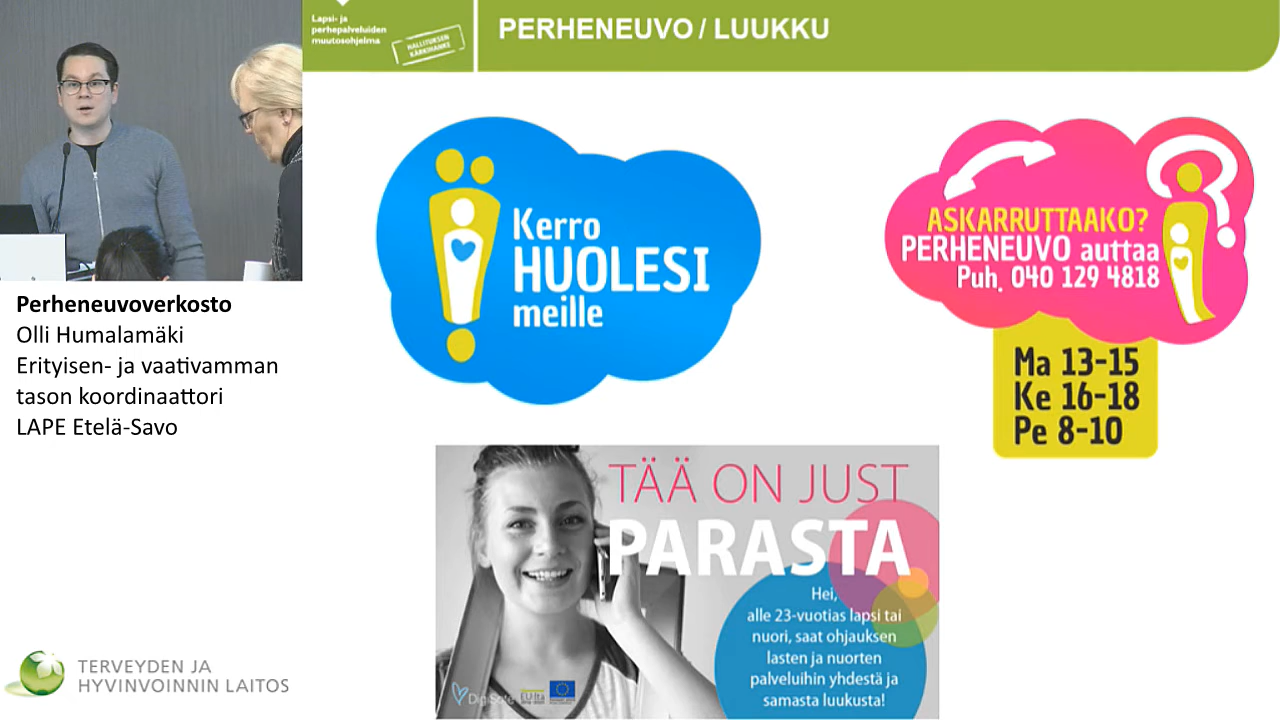 Lapsi- ja
perhepalveluiden
muutosohjelma
HALLITUKSEN
KÄRKIHANKE
PERHENEUVO / LUUKKU
Kerro
HUOLESI
meille
ASKARRUTTAAKO?
PERHENEUVO auttaa
Puh. 040 129 4818
Ma 13-15
Ke 16-18
Pe 8-10
Perheneuvoverkosto
Olli Humalamäki
Erityisen- ja vaativamman
tason koordinaattori
LAPE Etelä-Savo
TÄÄ ON JUST
PARASTA
Hei,
alle 23-vuotias lapsi tai
nuori, saat ohjauksen
lasten ja nuorten
palveluihin yhdestä ja
samasta luukusta!
TERVEYDEN JA
HYVINVOINNIN LAITOS